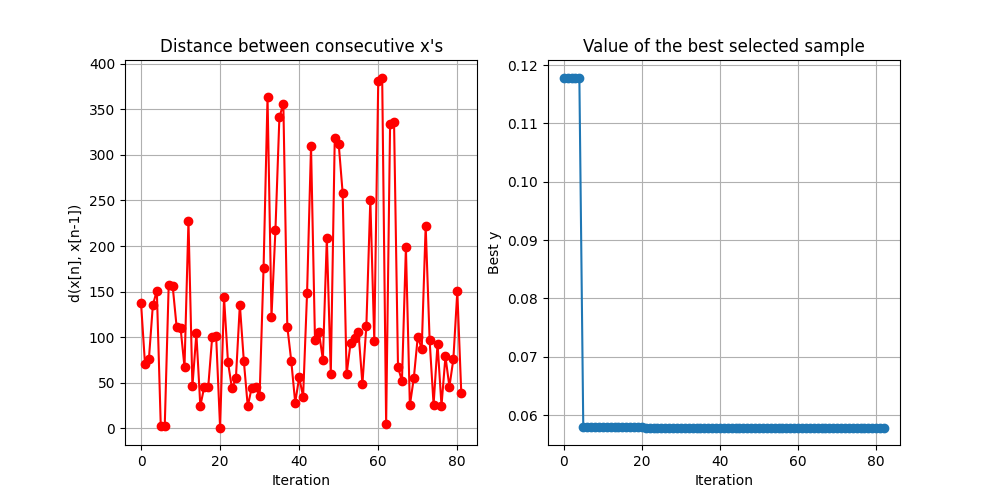 Distance between consecutive x's
d(x[n], x[n-1])
400
350
300
250
200
150
100
50
0
0 20 40 60 80
Iteration
Value of the best selected sample
Best y
0.12
0.11
0.10
0.09
0.08
0.07
0.06
0 20 40 60 80
Iteration